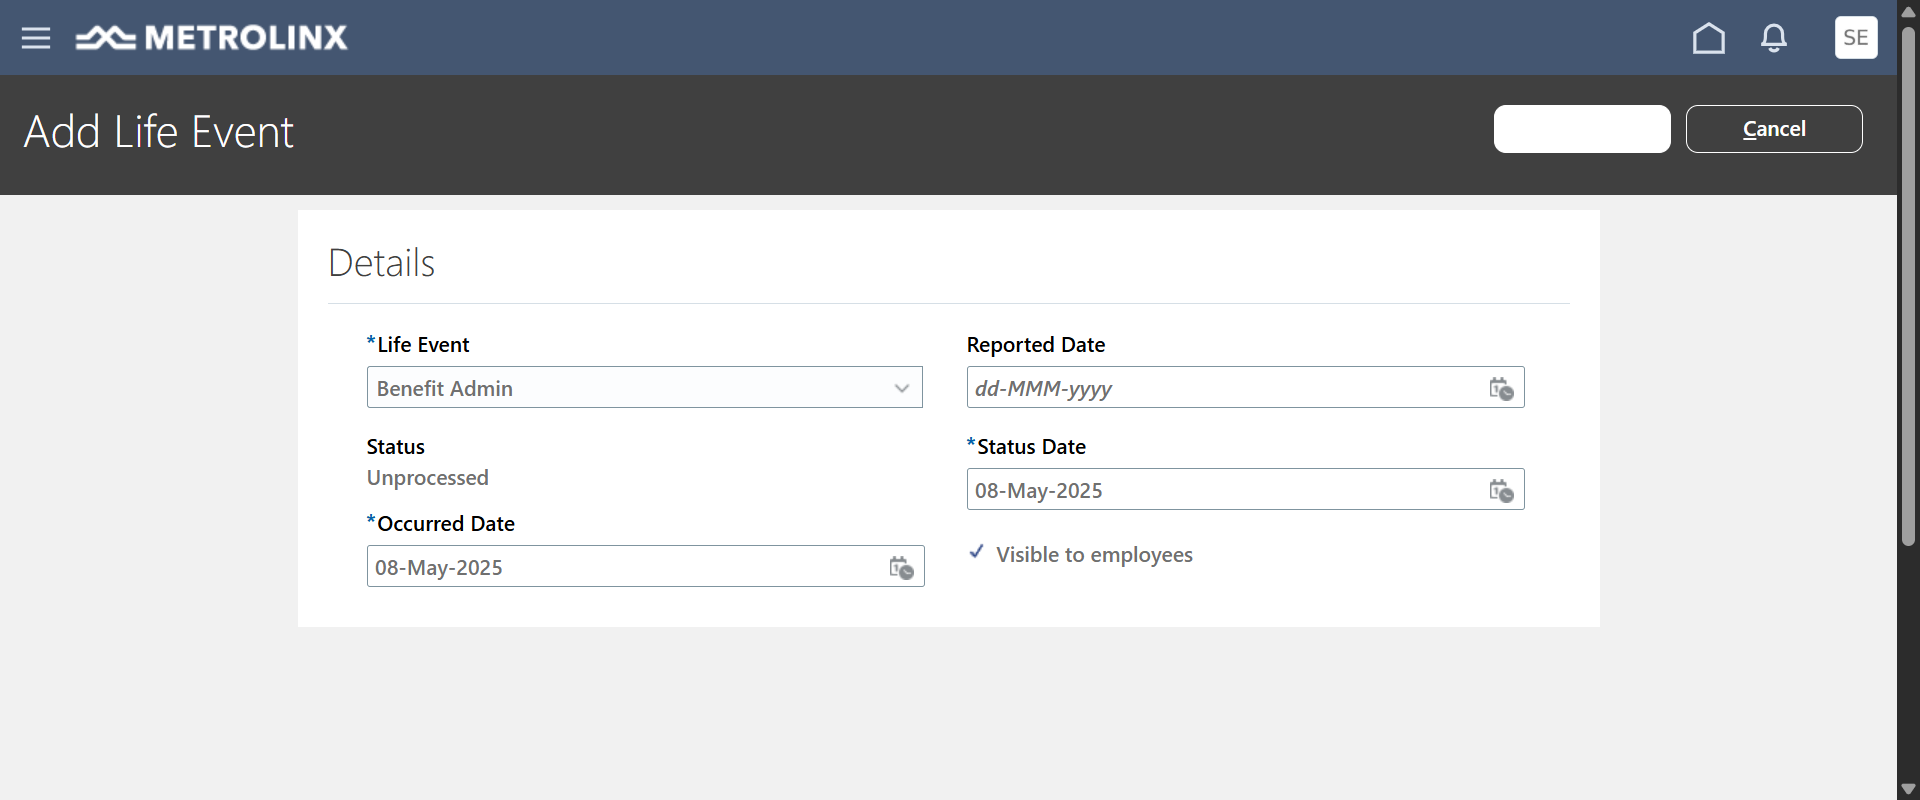 METROLINX
SE
Add Life Event
Cancel
Details
*Life Event
Benefit Admin
Reported Date
dd-MMM-yyyy
Status
Unprocessed
*Status Date
08-May-2025
*Occurred Date
08-May-2025
Visible to employees